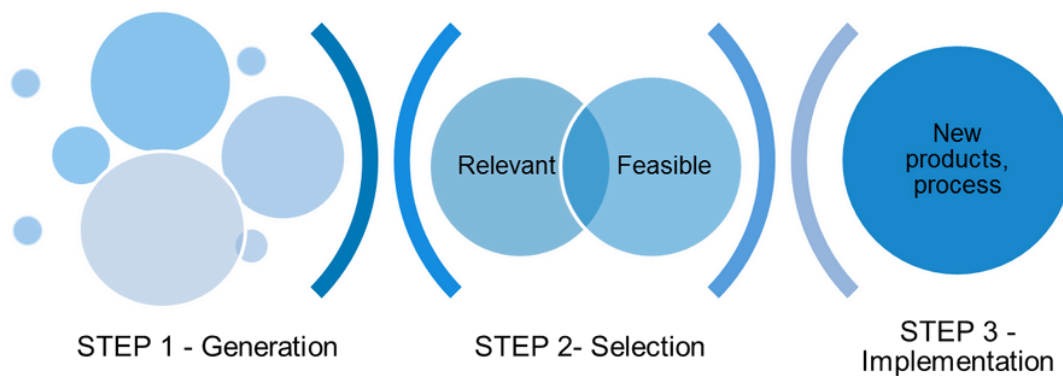 Relevant
Feasible
New
products,
process
STEP 1 - Generation
STEP 2- Selection
STEP 3 -
Implementation